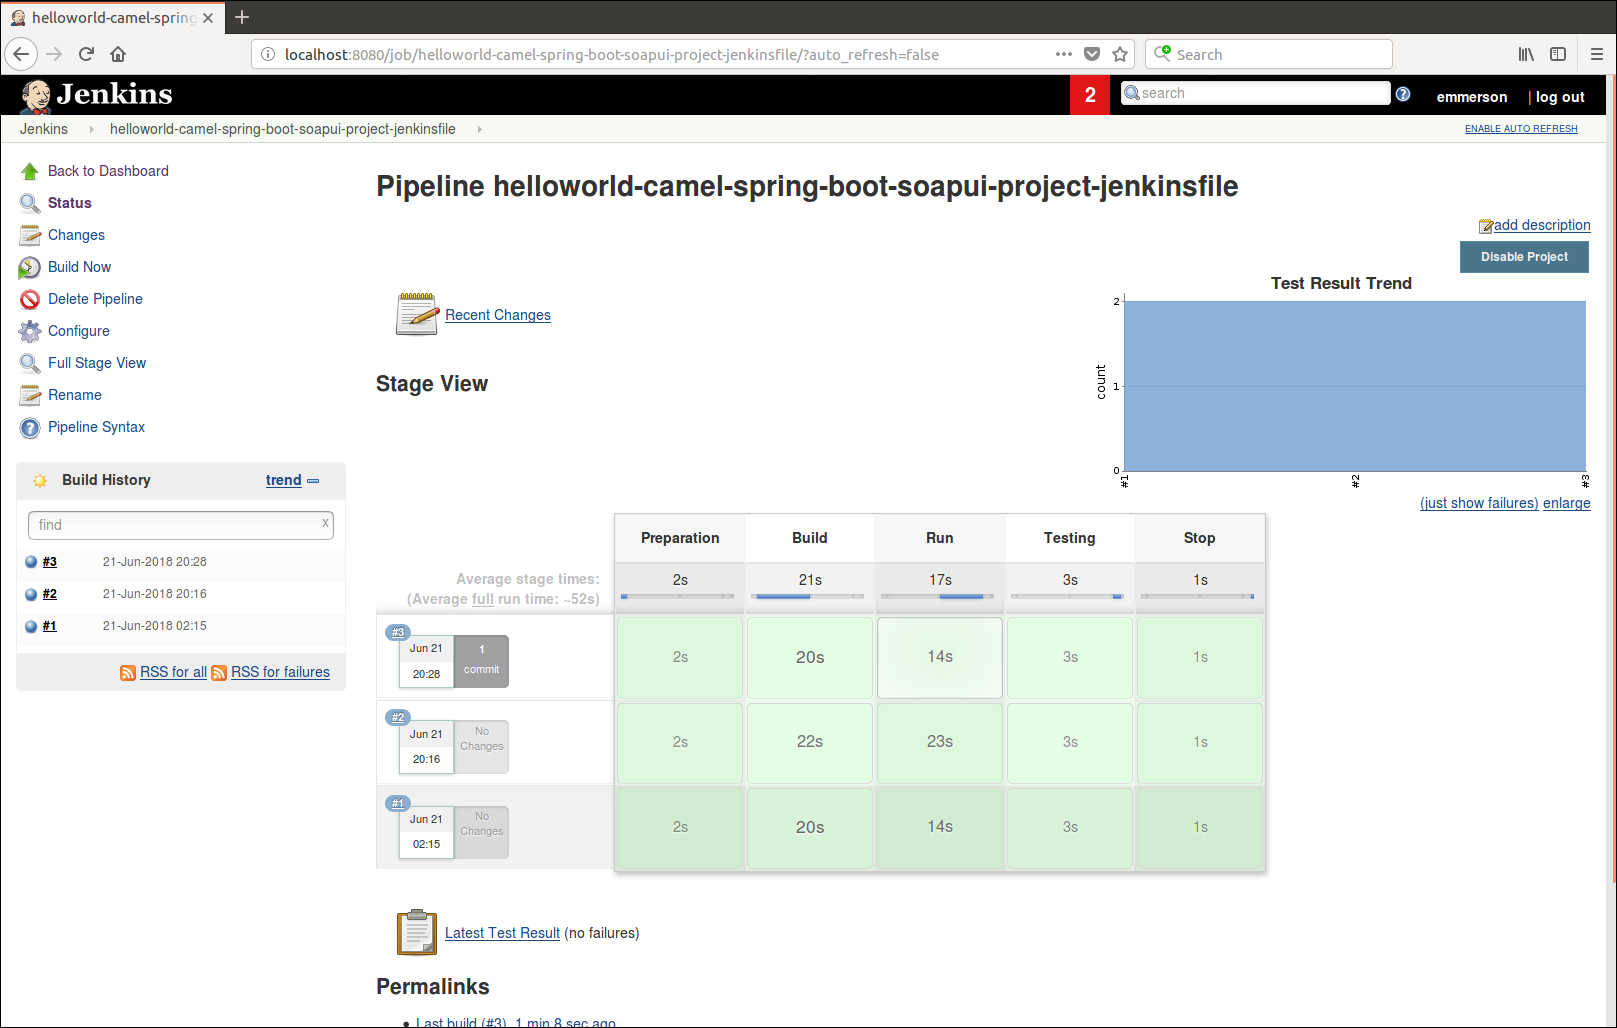 helloworld-camel-spring
localhost:8080/job/helloworld-camel-spring-boot-soapui-project-jenkinsfile/?auto_refresh=false
Search
Jenkins
2
search
emmerson
| log out
Jenkins
helloworld-camel-spring-boot-soapui-project-jenkinsfile
ENABLE AUTO REFRESH
Back to Dashboard
Status
Changes
Build Now
Delete Pipeline
Configure
Full Stage View
Rename
Pipeline Syntax
Build History
trend
find
x
#3 21-Jun-2018 20:28
#2 21-Jun-2018 20:16
#1 21-Jun-2018 02:15
RSS for all RSS for failures
Pipeline helloworld-camel-spring-boot-soapui-project-jenkinsfile
add description
Disable Project
Recent Changes
Test Result Trend
count
2
1
0
#1 #2 #3
(just show failures) enlarge
Stage View
Preparation Build Run Testing Stop
Average stage times:
(Average full run time: ~52s)
2s 21s 17s 3s 1s
#3
Jun 21
20:28
1
commit
2s 20s 14s 3s 1s
#2
Jun 21
20:16
No
Changes
2s 22s 23s 3s 1s
#1
Jun 21
02:15
No
Changes
2s 20s 14s 3s 1s
Latest Test Result (no failures)
Permalinks
Last build (#3), 1 min 8 sec ago